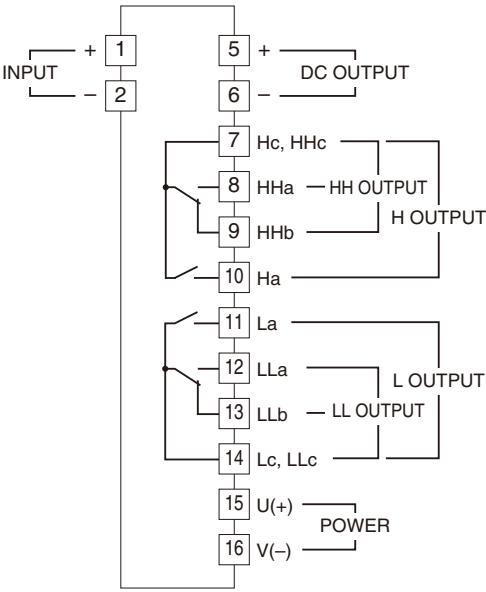 + 1
INPUT
− 2
5 +
DC OUTPUT
6 −
7 Hc, HHc
8 HHa HH OUTPUT
9 HHb
H OUTPUT
10 Ha
11 La
12 LLa
L OUTPUT
13 LLb LL OUTPUT
14 Lc, LLc
15 U(+)
POWER
16 V(–)